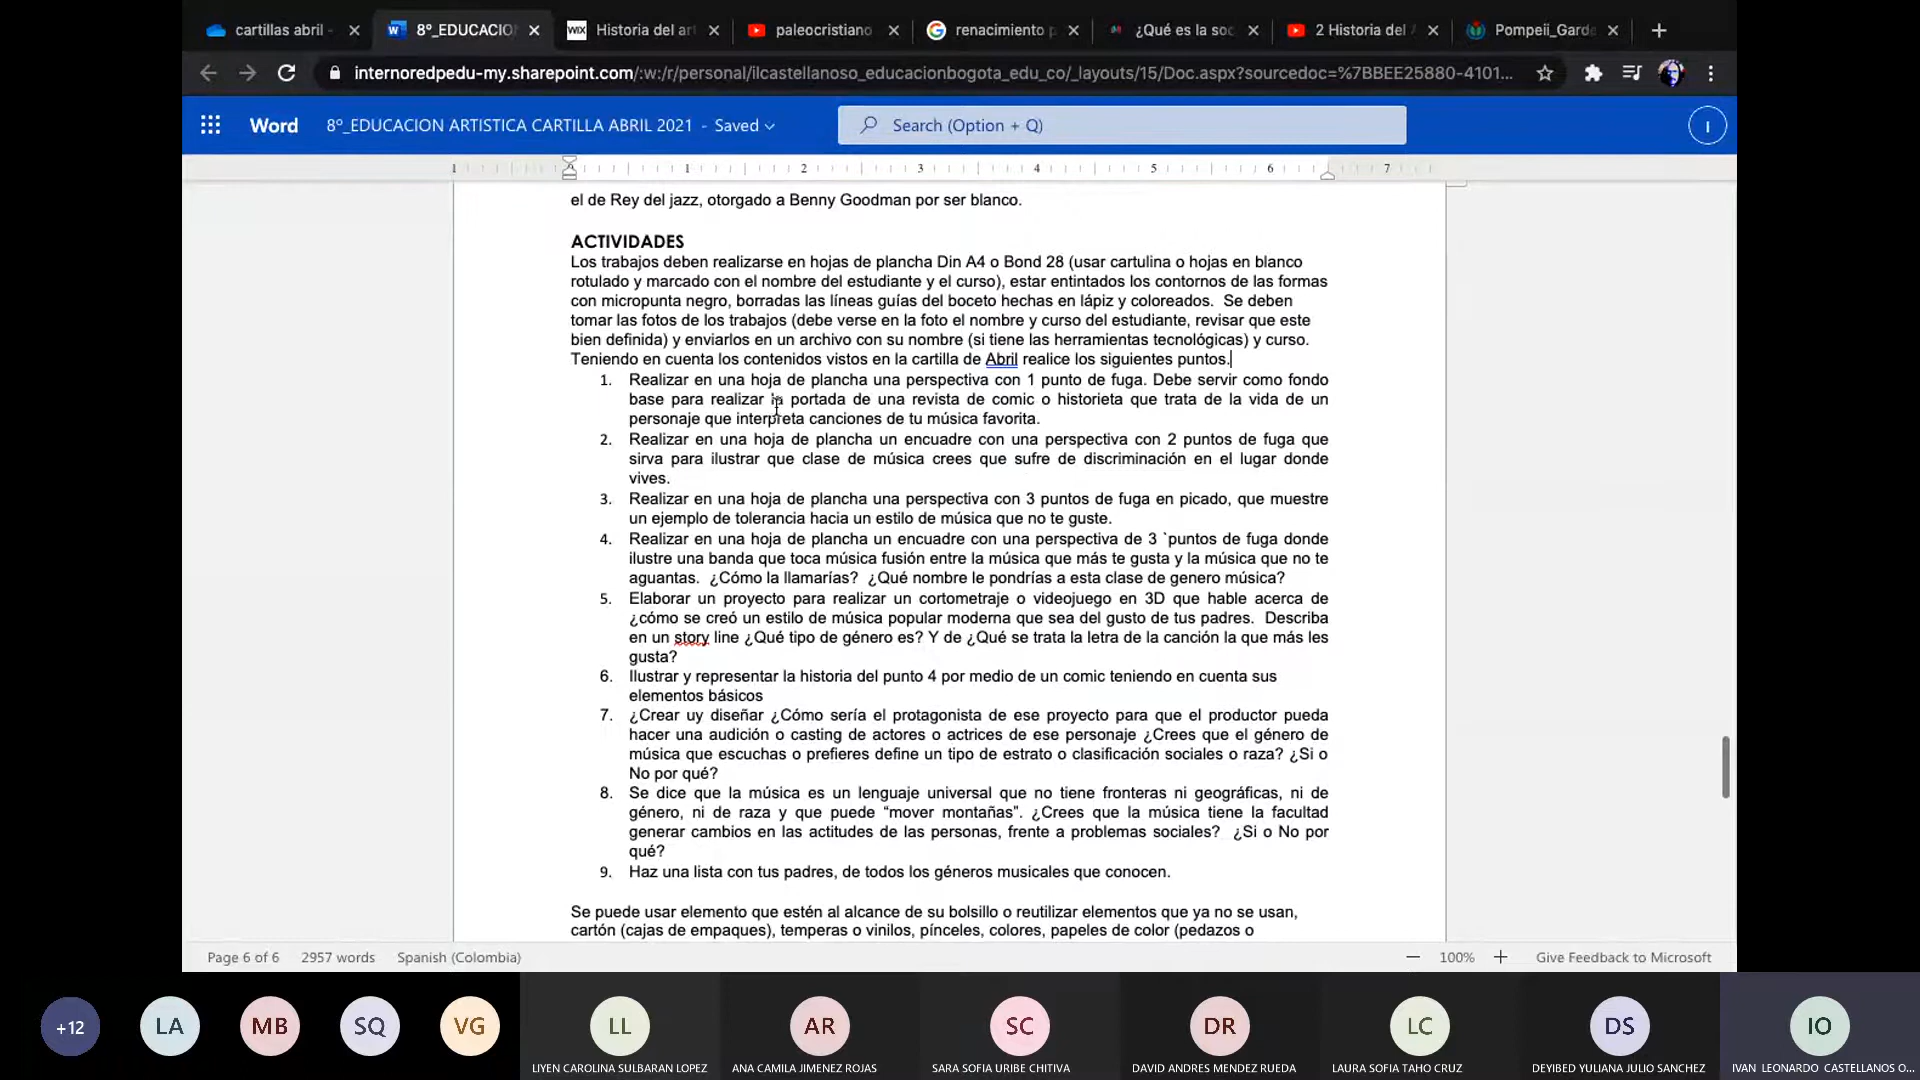 cartillas abril -
8º_EDUCACIO
WIX Historia del art
paleocristiano
renacimiento p
¿Qué es la soc
2 Historia del A
Pompeii_Garde
internoredpedu-my.sharepoint.com/:w:/r/personal/ilcastellanoso_educacionbogota_edu_co/_layouts/15/Doc.aspx?sourcedoc=%7BBEE25880-4101...
Word 8º_EDUCACION ARTISTICA CARTILLA ABRIL 2021 - Saved
Search (Option + Q)
I
1 1 2 3 4 5 6 7
el de Rey del jazz, otorgado a Benny Goodman por ser blanco.
ACTIVIDADES
Los trabajos deben realizarse en hojas de plancha Din A4 o Bond 28 (usar cartulina o hojas en blanco
rotulado y marcado con el nombre del estudiante y el curso), estar entintados los contornos de las formas
con micropunta negro, borradas las líneas guías del boceto hechas en lápiz y coloreados. Se deben
tomar las fotos de los trabajos (debe verse en la foto el nombre y curso del estudiante, revisar que este
bien definida) y enviarlos en un archivo con su nombre (si tiene las herramientas tecnológicas) y curso.
Teniendo en cuenta los contenidos vistos en la cartilla de Abril realice los siguientes puntos.
1. Realizar en una hoja de plancha una perspectiva con 1 punto de fuga. Debe servir como fondo
base para realizar la portada de una revista de comic o historieta que trata de la vida de un
personaje que interpreta canciones de tu música favorita.
2. Realizar en una hoja de plancha un encuadre con una perspectiva con 2 puntos de fuga que
sirva para ilustrar que clase de música crees que sufre de discriminación en el lugar donde
vives.
3. Realizar en una hoja de plancha una perspectiva con 3 puntos de fuga en picado, que muestre
un ejemplo de tolerancia hacia un estilo de música que no te guste.
4. Realizar en una hoja de plancha un encuadre con una perspectiva de 3 `puntos de fuga donde
ilustre una banda que toca música fusión entre la música que más te gusta y la música que no te
aguantas. ¿Cómo la llamarías? ¿Qué nombre le pondrías a esta clase de genero música?
5. Elaborar un proyecto para realizar un cortometraje o videojuego en 3D que hable acerca de
¿cómo se creó un estilo de música popular moderna que sea del gusto de tus padres. Describa
en un story line ¿Qué tipo de género es? Y de ¿Qué se trata la letra de la canción la que más les
gusta?
6. Ilustrar y representar la historia del punto 4 por medio de un comic teniendo en cuenta sus
elementos básicos
7. ¿Crear uy diseñar ¿Cómo sería el protagonista de ese proyecto para que el productor pueda
hacer una audición o casting de actores o actrices de ese personaje ¿Crees que el género de
música que escuchas o prefieres define un tipo de estrato o clasificación sociales o raza? ¿Si o
No por qué?
8. Se dice que la música es un lenguaje universal que no tiene fronteras ni geográficas, ni de
género, ni de raza y que puede “mover montañas”. ¿Crees que la música tiene la facultad
generar cambios en las actitudes de las personas, frente a problemas sociales? ¿Si o No por
qué?
9. Haz una lista con tus padres, de todos los géneros musicales que conocen.
Se puede usar elemento que estén al alcance de su bolsillo o reutilizar elementos que ya no se usan,
cartón (cajas de empaques), temperas o vinilos, pínceles, colores, papeles de color (pedazos o
Page 6 of 6 2957 words Spanish (Colombia)
100% Give Feedback to Microsoft
+12 LA MB SQ VG LL AR SC DR LC DS IO
LIYEN CAROLINA SULBARAN LOPEZ
ANA CAMILA JIMENEZ ROJAS
SARA SOFIA URIBE CHITIVA
DAVID ANDRES MENDEZ RUEDA
LAURA SOFIA TAHO CRUZ
DEYIBED YULIANA JULIO SANCHEZ
IVAN LEONARDO CASTELLANOS O...